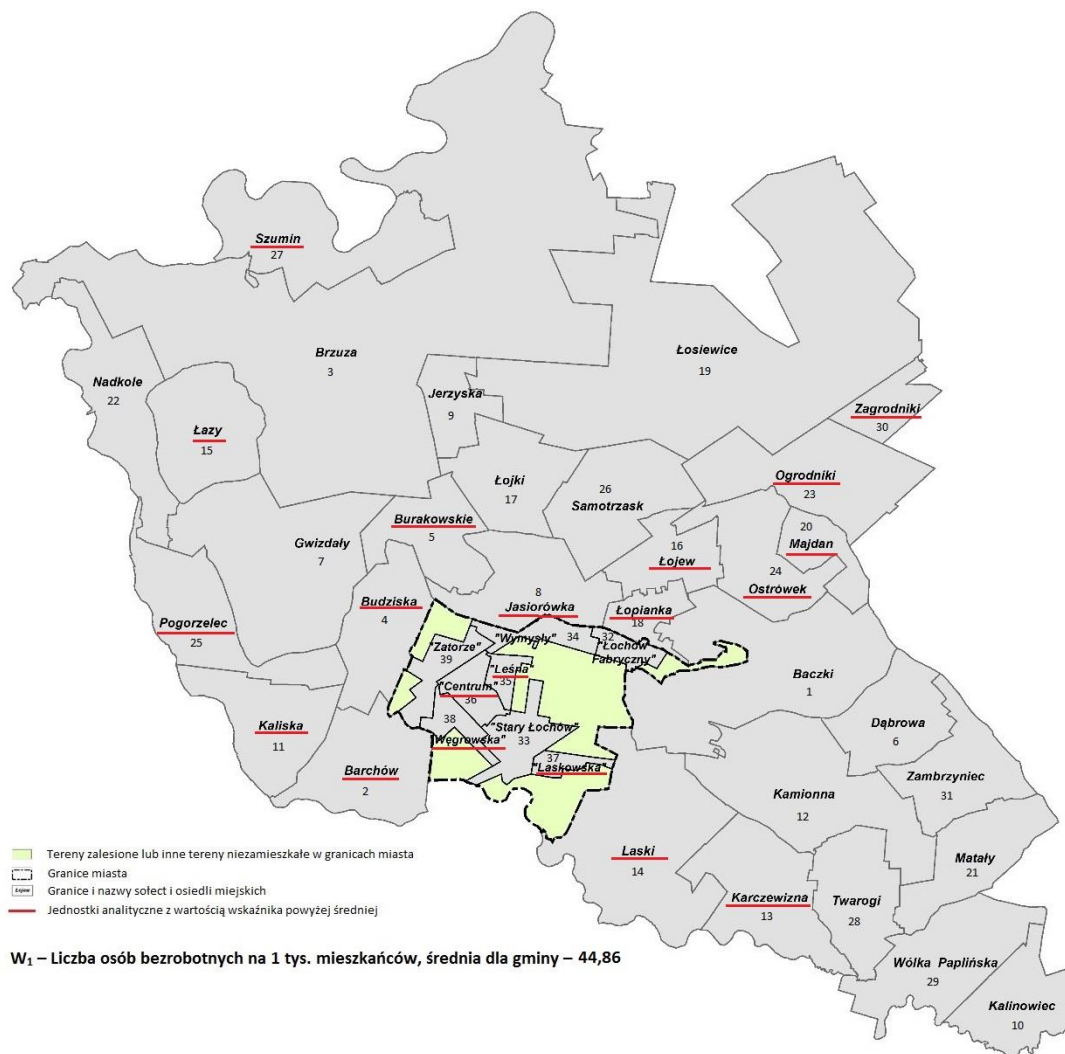 Szumin
27
Brzuza
3
Łosiewice
19
Nadkole
22
Jerzyska
9
Zagrodniki
30
Łazy
15
Ogrodniki
23
Łojki
17
26
Samotrzask
Burakowskie
5
20
Majdan
Gwizdały
7
16
Łojew
24
Ostrówek
8
Jasiorówka
Budziska
4
Łopianka
18
Pogorzelec
25
"Wymysły"
34
32
"Łochów
Fabryczny"
"Zatorze"
39
"Leśna"
35
"Centrum"
36
Baczki
1
Kaliska
11
38
"Węgrowska"
"Stary Łochów"
33
Dąbrowa
6
37
"Laskowska"
Barchów
2
Zambrzyniec
31
Kamionna
12
Laski
14
Matały
21
Karczewizna
13
Twarogi
28
Wólka Paplińska
29
Kalinowiec
10
Tereny zalesione lub inne tereny niezamieszkałe w granicach miasta
Granice miasta
Łojew Granice i nazwy sołect i osiedli miejskich
Jednostki analityczne z wartością wskaźnika powyżej średniej
W₁ – Liczba osób bezrobotnych na 1 tys. mieszkańców, średnia dla gminy – 44,86